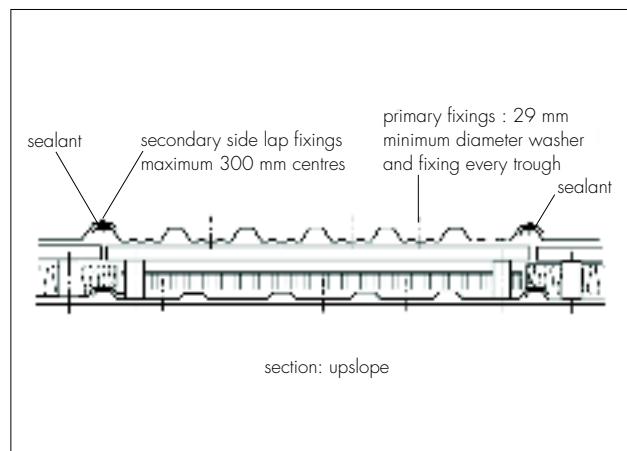 primary fixings : 29 mm
minimum diameter washer
and fixing every trough
sealant
secondary side lap fixings
maximum 300 mm centres
sealant
section: upslope